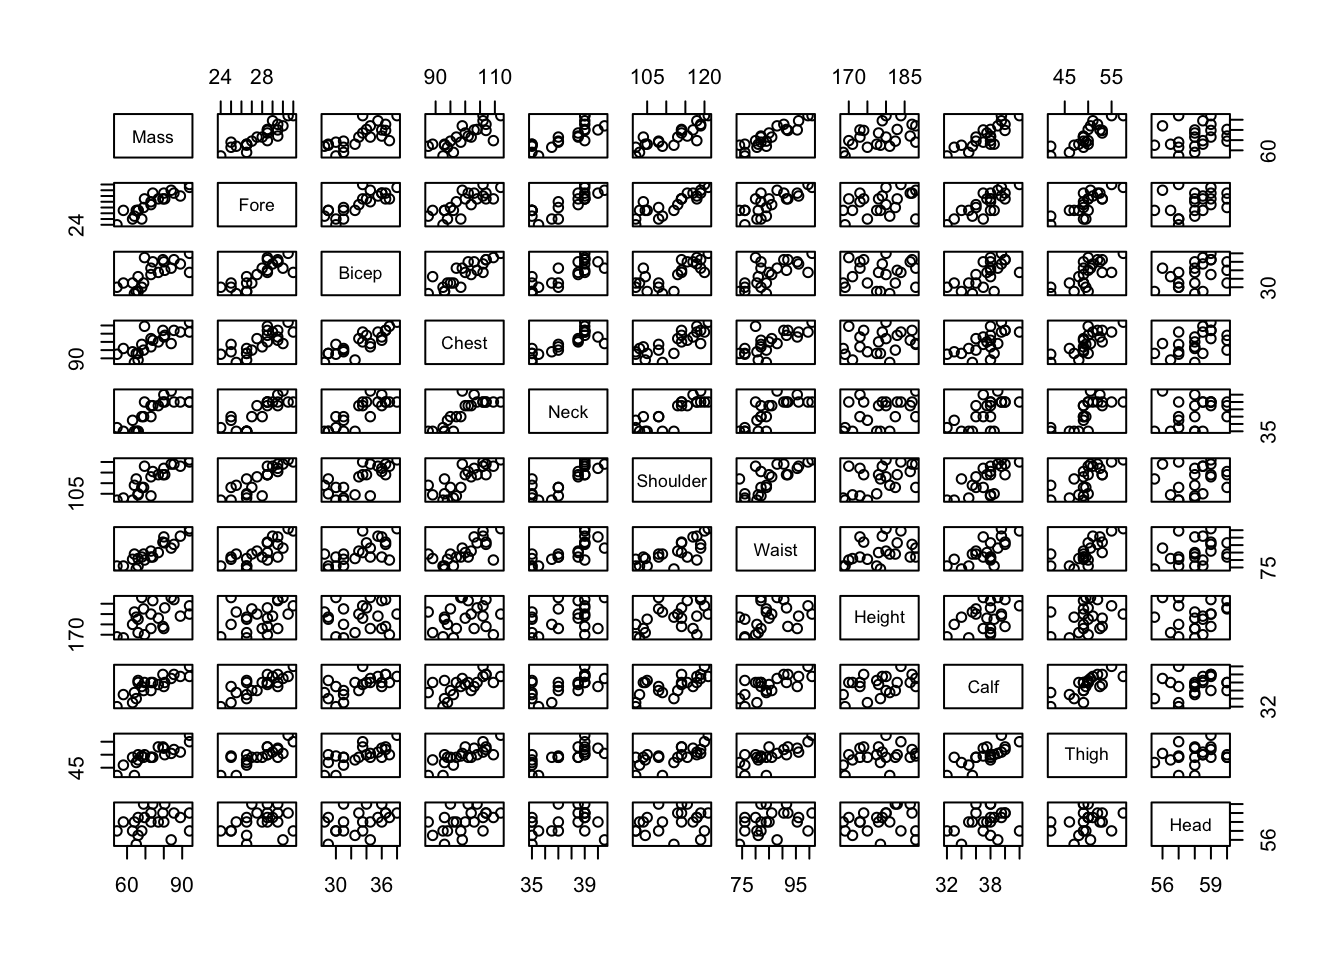 24 28 90 110 105 120 170 185 45 55
Mass 60
24 Fore
Bicep 30
90 Chest
Neck 35
105 Shoulder
Waist 75
170 Height
Calf 32
45 Thigh
Head 56
60 90 30 36 35 39 75 95 32 38 56 59